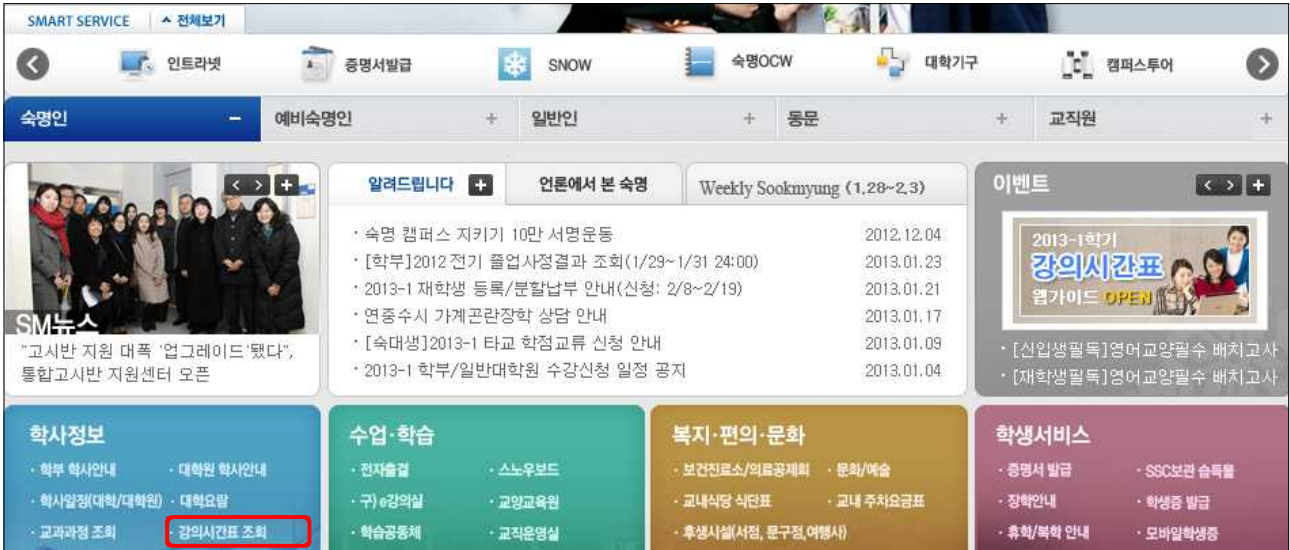 SMART SERVICE 전체보기
인트라넷 증명서발급 SNOW 숙명OCW 대학기구 캠퍼스투어
숙명인 예비숙명인 일반인 동문 교직원
SM뉴스
"고시반 지원 대폭 '업그레이드'됐다",
통합고시반 지원센터 오픈
알려드립니다 언론에서 본 숙명 Weekly Sookmyung (1.28~2.3)
· 숙명 캠퍼스 지키기 10만 서명운동 2012.12.04
· [학부]2012 전기 졸업사정결과 조회(1/29~1/31 24:00) 2013.01.23
· 2013-1 재학생 등록/분할납부 안내(신청: 2/8~2/19) 2013.01.21
· 연중수시 가계곤란장학 상담 안내 2013.01.17
· [숙대생]2013-1 타교 학점교류 신청 안내 2013.01.09
· 2013-1 학부/일반대학원 수강신청 일정 공지 2013.01.04
이벤트
2013-1학기
강의시간표
웹가이드 OPEN
· [신입생필독]영어교양필수 배치고사
· [재학생필독]영어교양필수 배치고사
학사정보
· 학부 학사안내 · 대학원 학사안내
· 학사일정(대학/대학원) · 대학요람
· 교과과정 조회 · 강의시간표 조회
수업·학습
· 전자출결 · 스노우보드
· 구) e강의실 · 교양교육원
· 학습공동체 · 교직운영실
복지·편의·문화
· 보건진료소/의료공제회 · 문화/예술
· 교내식당 식단표 · 교내 주차요금표
· 후생시설(서점, 문구점,여행사)
학생서비스
· 증명서 발급 · SSC보관 습득물
· 장학안내 · 학생증 발급
· 휴학/복학 안내 · 모바일학생증